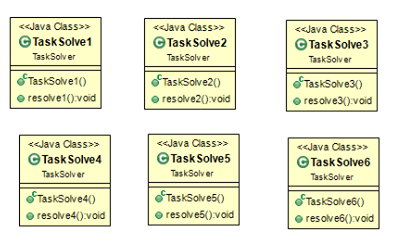 <<Java Class>>
TaskSolve1
TaskSolver
TaskSolve1()
resolve1():void
<<Java Class>>
TaskSolve2
TaskSolver
TaskSolve2()
resolve2():void
<<Java Class>>
TaskSolve3
TaskSolver
TaskSolve3()
resolve3():void
<<Java Class>>
TaskSolve4
TaskSolver
TaskSolve4()
resolve4():void
<<Java Class>>
TaskSolve5
TaskSolver
TaskSolve5()
resolve5():void
<<Java Class>>
TaskSolve6
TaskSolver
TaskSolve6()
resolve6():void